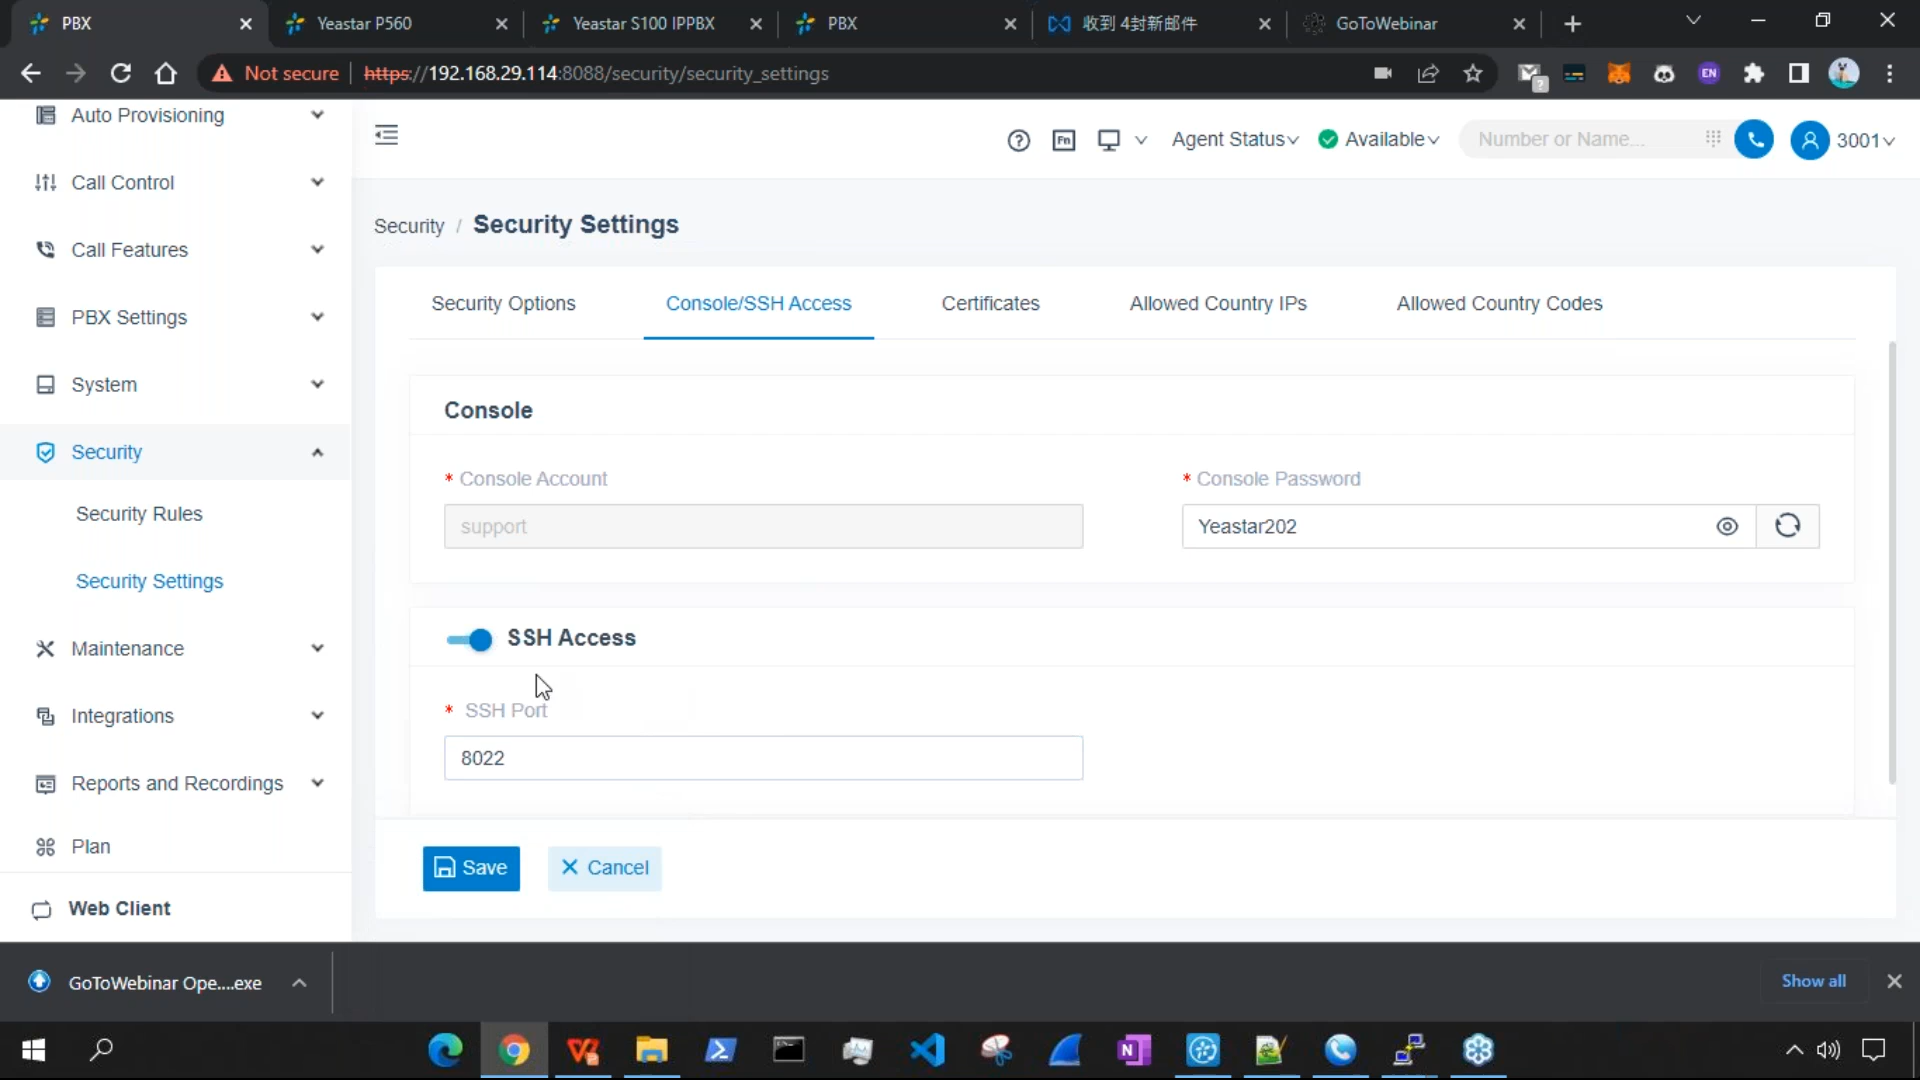 PBX
Yeastar P560
Yeastar S100 IPPBX
PBX
收到 4封新邮件
GoToWebinar
Not secure
https://192.168.29.114:8088/security/security_settings
EN
Auto Provisioning
Fn
Agent Status
Available
Number or Name...
3001
Call Control
Call Features
PBX Settings
System
Security
Security Rules
Security Settings
Maintenance
Integrations
Reports and Recordings
Plan
Web Client
Security / Security Settings
Security Options
Console/SSH Access
Certificates
Allowed Country IPs
Allowed Country Codes
Console
* Console Account
* Console Password
support
Yeastar202
SSH Access
* SSH Port
8022
Save
Cancel
GoToWebinar Ope....exe
Show all